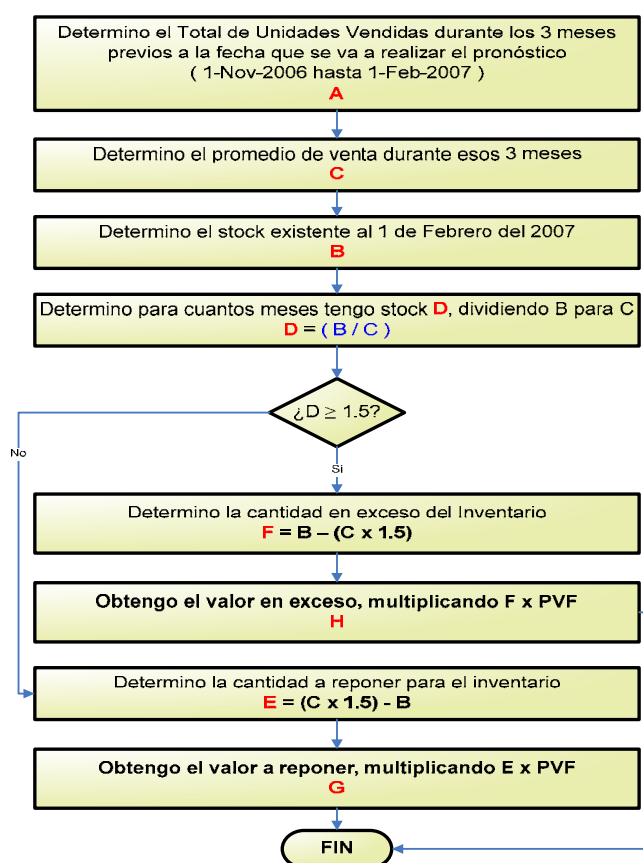 Determino el Total de Unidades Vendidas durante los 3 meses
previos a la fecha que se va a realizar el pronóstico
( 1-Nov-2006 hasta 1-Feb-2007 )
A
Determino el promedio de venta durante esos 3 meses
C
Determino el stock existente al 1 de Febrero del 2007
B
Determino para cuantos meses tengo stock D, dividiendo B para C
D = ( B / C )
¿D ≥ 1.5?
No
Si
Determino la cantidad en exceso del Inventario
F = B – (C x 1.5)
Obtengo el valor en exceso, multiplicando F x PVF
H
Determino la cantidad a reponer para el inventario
E = (C x 1.5) - B
Obtengo el valor a reponer, multiplicando E x PVF
G
FIN